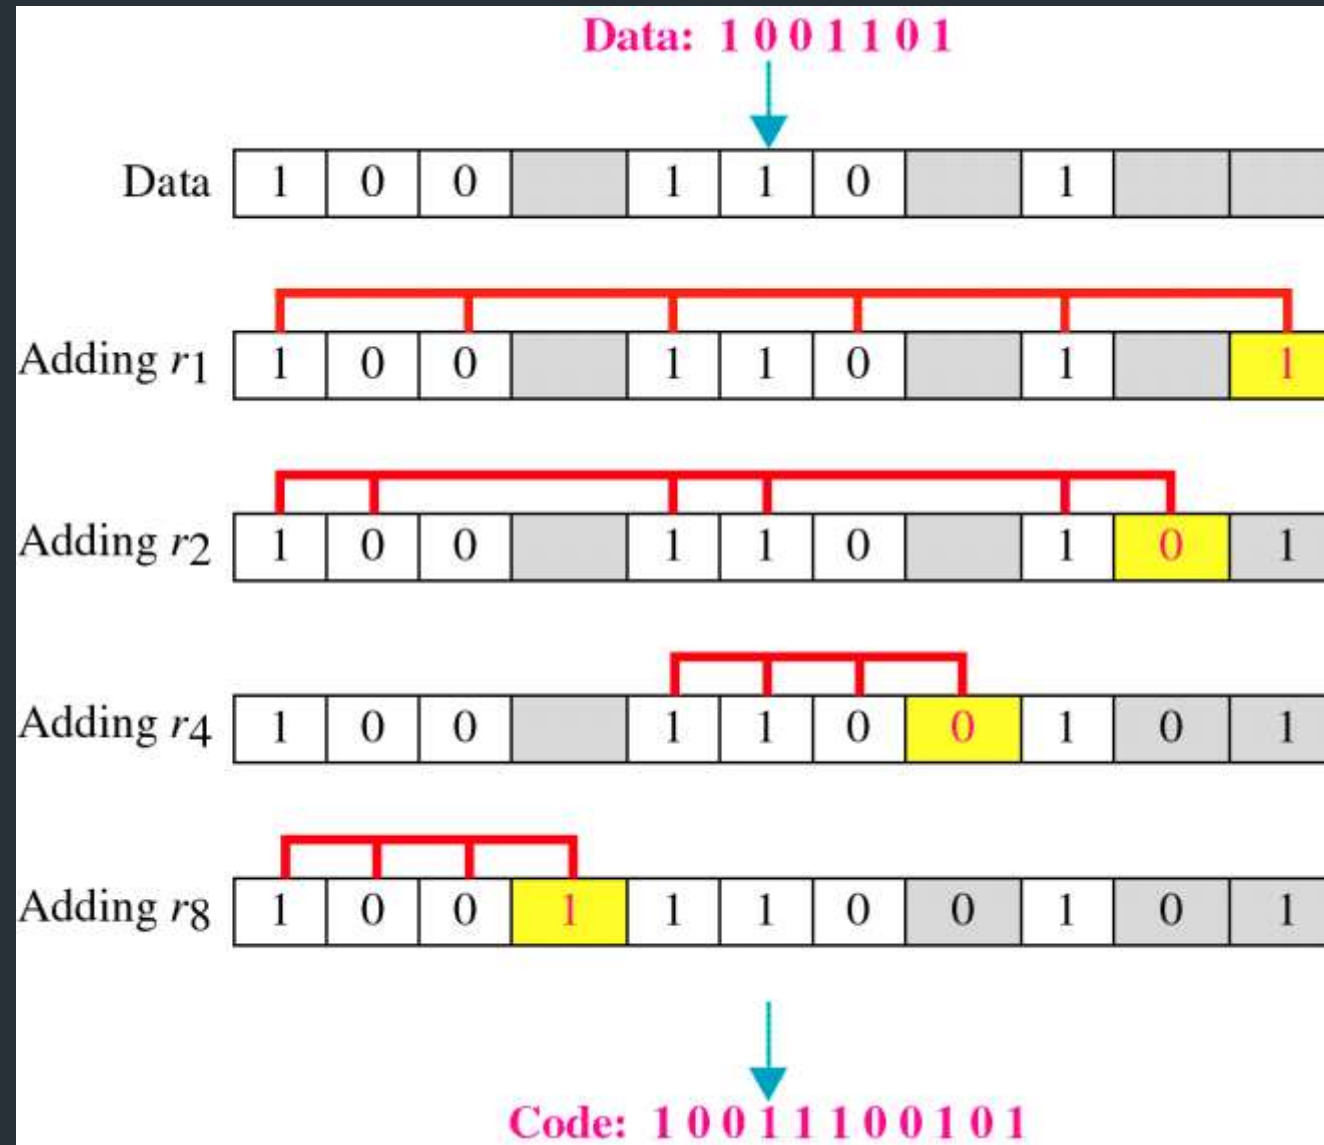 Data: 1 0 0 1 1 0 1
Data 1 0 0 1 1 0 1
Adding r1 1 0 0 1 1 0 1 1
Adding r2 1 0 0 1 1 0 1 0 1
Adding r4 1 0 0 1 1 0 0 1 0 1
Adding r8 1 0 0 1 1 1 0 0 1 0 1
Code: 1 0 0 1 1 1 0 0 1 0 1